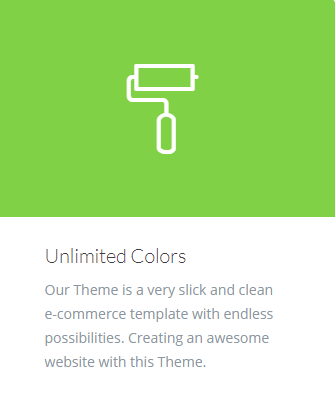 Unlimited Colors
Our Theme is a very slick and clean
e-commerce template with endless
possibilities. Creating an awesome
website with this Theme.